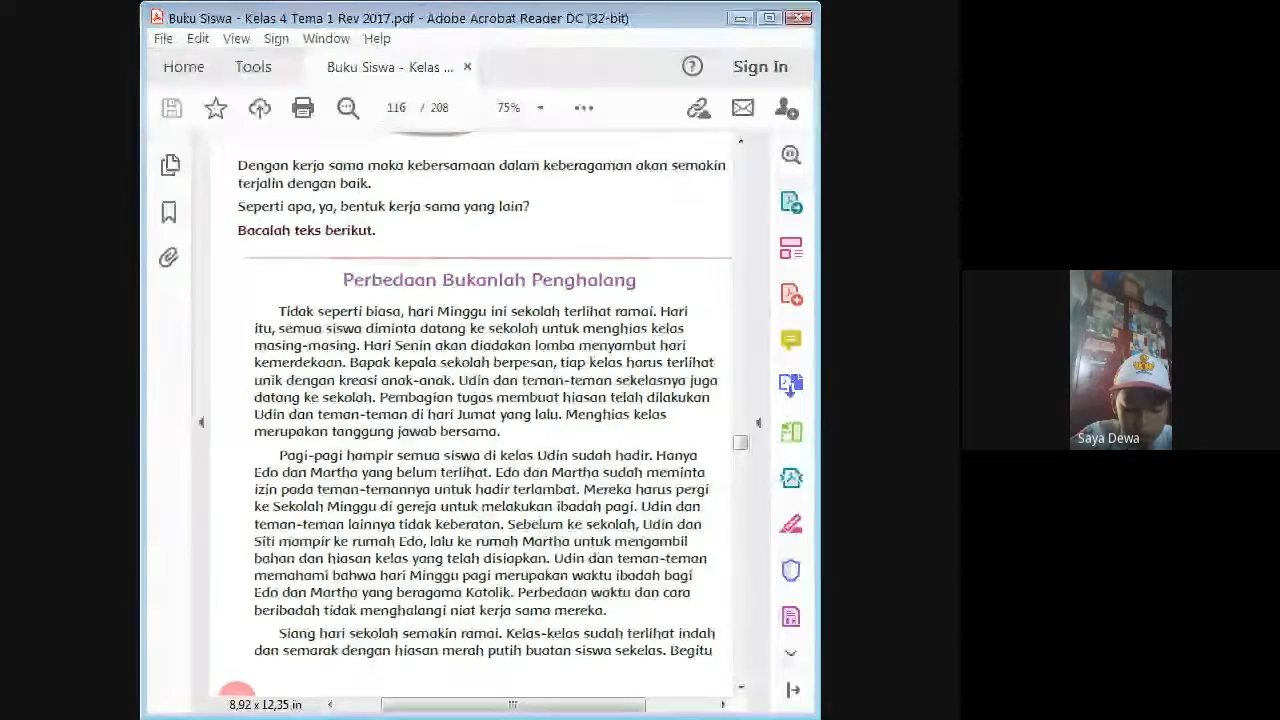 Buku Siswa - Kelas 4 Tema 1 Rev 2017.pdf - Adobe Acrobat Reader DC (32-bit)
File Edit View Sign Window Help
Home Tools Buku Siswa - Kelas ... × ? Sign In
116 / 208 75%
Dengan kerja sama maka kebersamaan dalam keberagaman akan semakin
terjalin dengan baik.
Seperti apa, ya, bentuk kerja sama yang lain?
Bacalah teks berikut.
Perbedaan Bukanlah Penghalang
Tidak seperti biasa, hari Minggu ini sekolah terlihat ramai. Hari
itu, semua siswa diminta datang ke sekolah untuk menghias kelas
masing-masing. Hari Senin akan diadakan lomba menyambut hari
kemerdekaan. Bapak kepala sekolah berpesan, tiap kelas harus terlihat
unik dengan kreasi anak-anak. Udin dan teman-teman sekelasnya juga
datang ke sekolah. Pembagian tugas membuat hiasan telah dilakukan
Udin dan teman-teman di hari Jumat yang lalu. Menghias kelas
merupakan tanggung jawab bersama.
Pagi-pagi hampir semua siswa di kelas Udin sudah hadir. Hanya
Edo dan Martha yang belum terlihat. Edo dan Martha sudah meminta
izin pada teman-temannya untuk hadir terlambat. Mereka harus pergi
ke Sekolah Minggu di gereja untuk melakukan ibadah pagi. Udin dan
teman-teman lainnya tidak keberatan. Sebelum ke sekolah, Udin dan
Siti mampir ke rumah Edo, lalu ke rumah Martha untuk mengambil
bahan dan hiasan kelas yang telah disiapkan. Udin dan teman-teman
memahami bahwa hari Minggu pagi merupakan waktu ibadah bagi
Edo dan Martha yang beragama Katolik. Perbedaan waktu dan cara
beribadah tidak menghalangi niat kerja sama mereka.
Siang hari sekolah semakin ramai. Kelas-kelas sudah terlihat indah
dan semarak dengan hiasan merah putih buatan siswa sekelas. Begitu
8,92 x 12,35 in
Saya Dewa